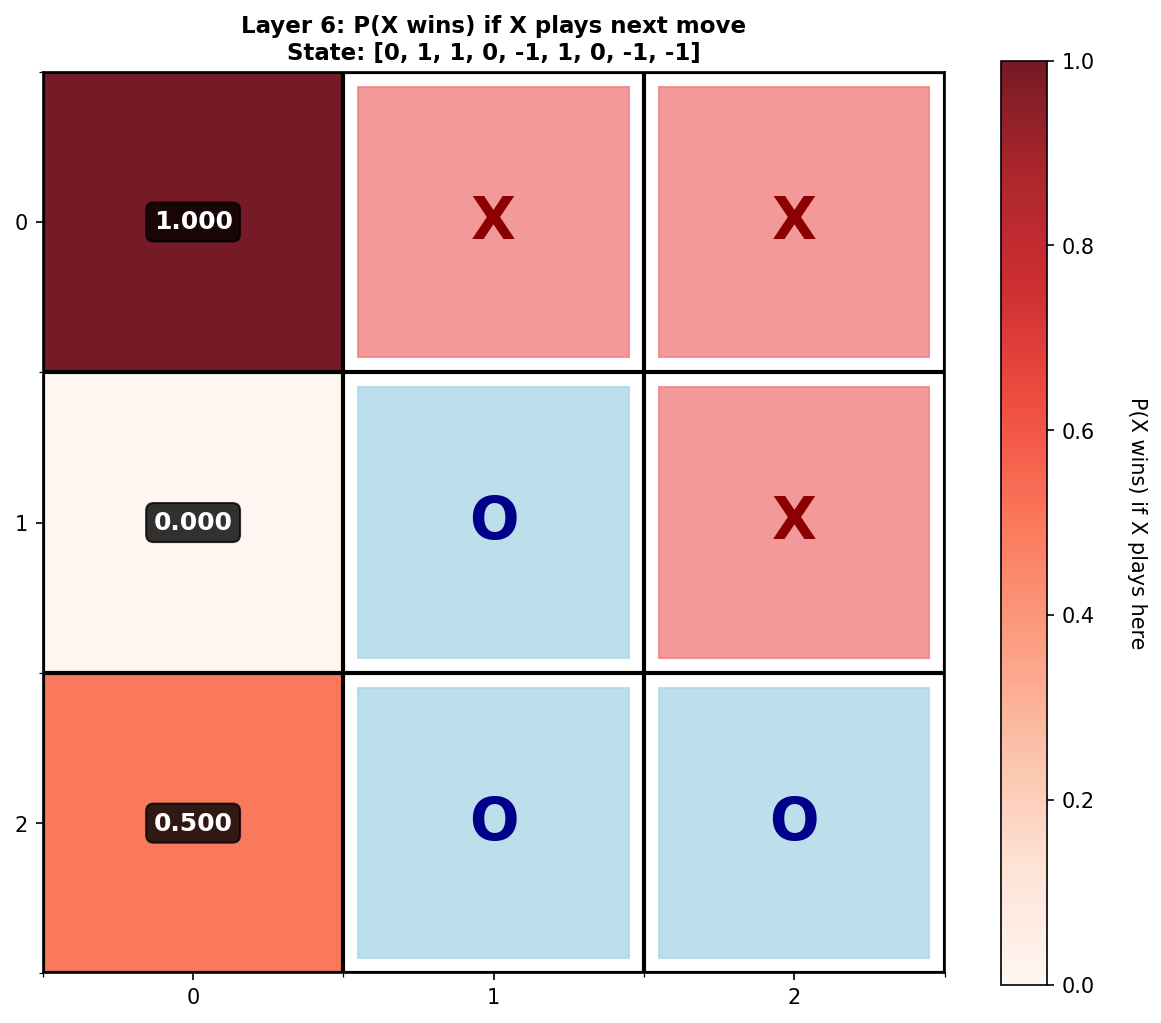 Layer 6: P(X wins) if X plays next move
State: [0, 1, 1, 0, -1, 1, 0, -1, -1]
0
1.000
X
X
1
0.000
O
X
2
0.500
O
O
0
1
2
1.0
0.8
0.6
0.4
0.2
0.0
P(X wins) if X plays here